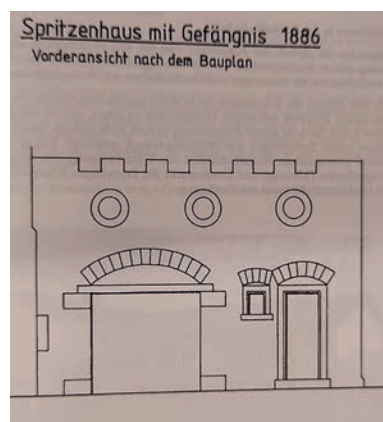 Spritzenhaus mit Gefängnis 1886
Vorderansicht nach dem Bauplan